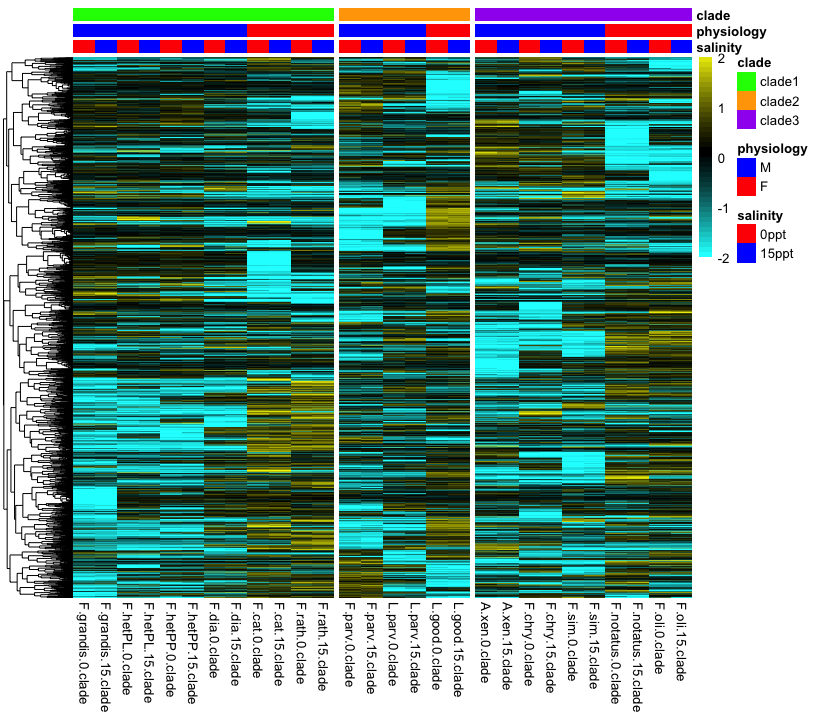 clade
physiology
salinity
2
1
0
-1
-2
clade
clade1
clade2
clade3
physiology
M
F
salinity
0ppt
15ppt
F.grandis.0.clade
F.grandis.15.clade
F.hetPL.0.clade
F.hetPL.15.clade
F.hetPP.0.clade
F.hetPP.15.clade
F.dia.0.clade
F.dia.15.clade
F.cat.0.clade
F.cat.15.clade
F.rath.0.clade
F.rath.15.clade
F.parv.0.clade
F.parv.15.clade
L.parv.0.clade
L.parv.15.clade
L.good.0.clade
L.good.15.clade
A.xen.0.clade
A.xen.15.clade
F.chry.0.clade
F.chry.15.clade
F.sim.0.clade
F.sim.15.clade
F.notatus.0.clade
F.notatus.15.clade
F.oli.0.clade
F.oli.15.clade